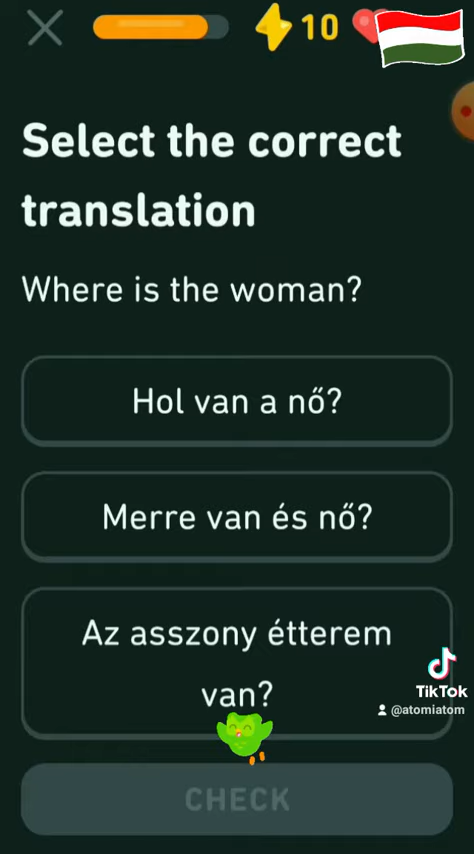 10
Select the correct
translation
Where is the woman?
Hol van a nő?
Merre van és nő?
Az asszony étterem
van?
TikTok
@atomiatom
CHECK